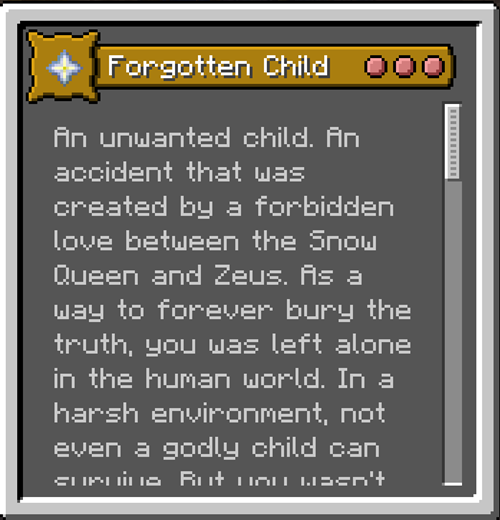 Forgotten Child
An unwanted child. An
accident that was
created by a forbidden
love between the Snow
Queen and Zeus. As a
way to forever bury the
truth, you was left alone
in the human world. In a
harsh environment, not
even a godly child can
survive. But you wasn't